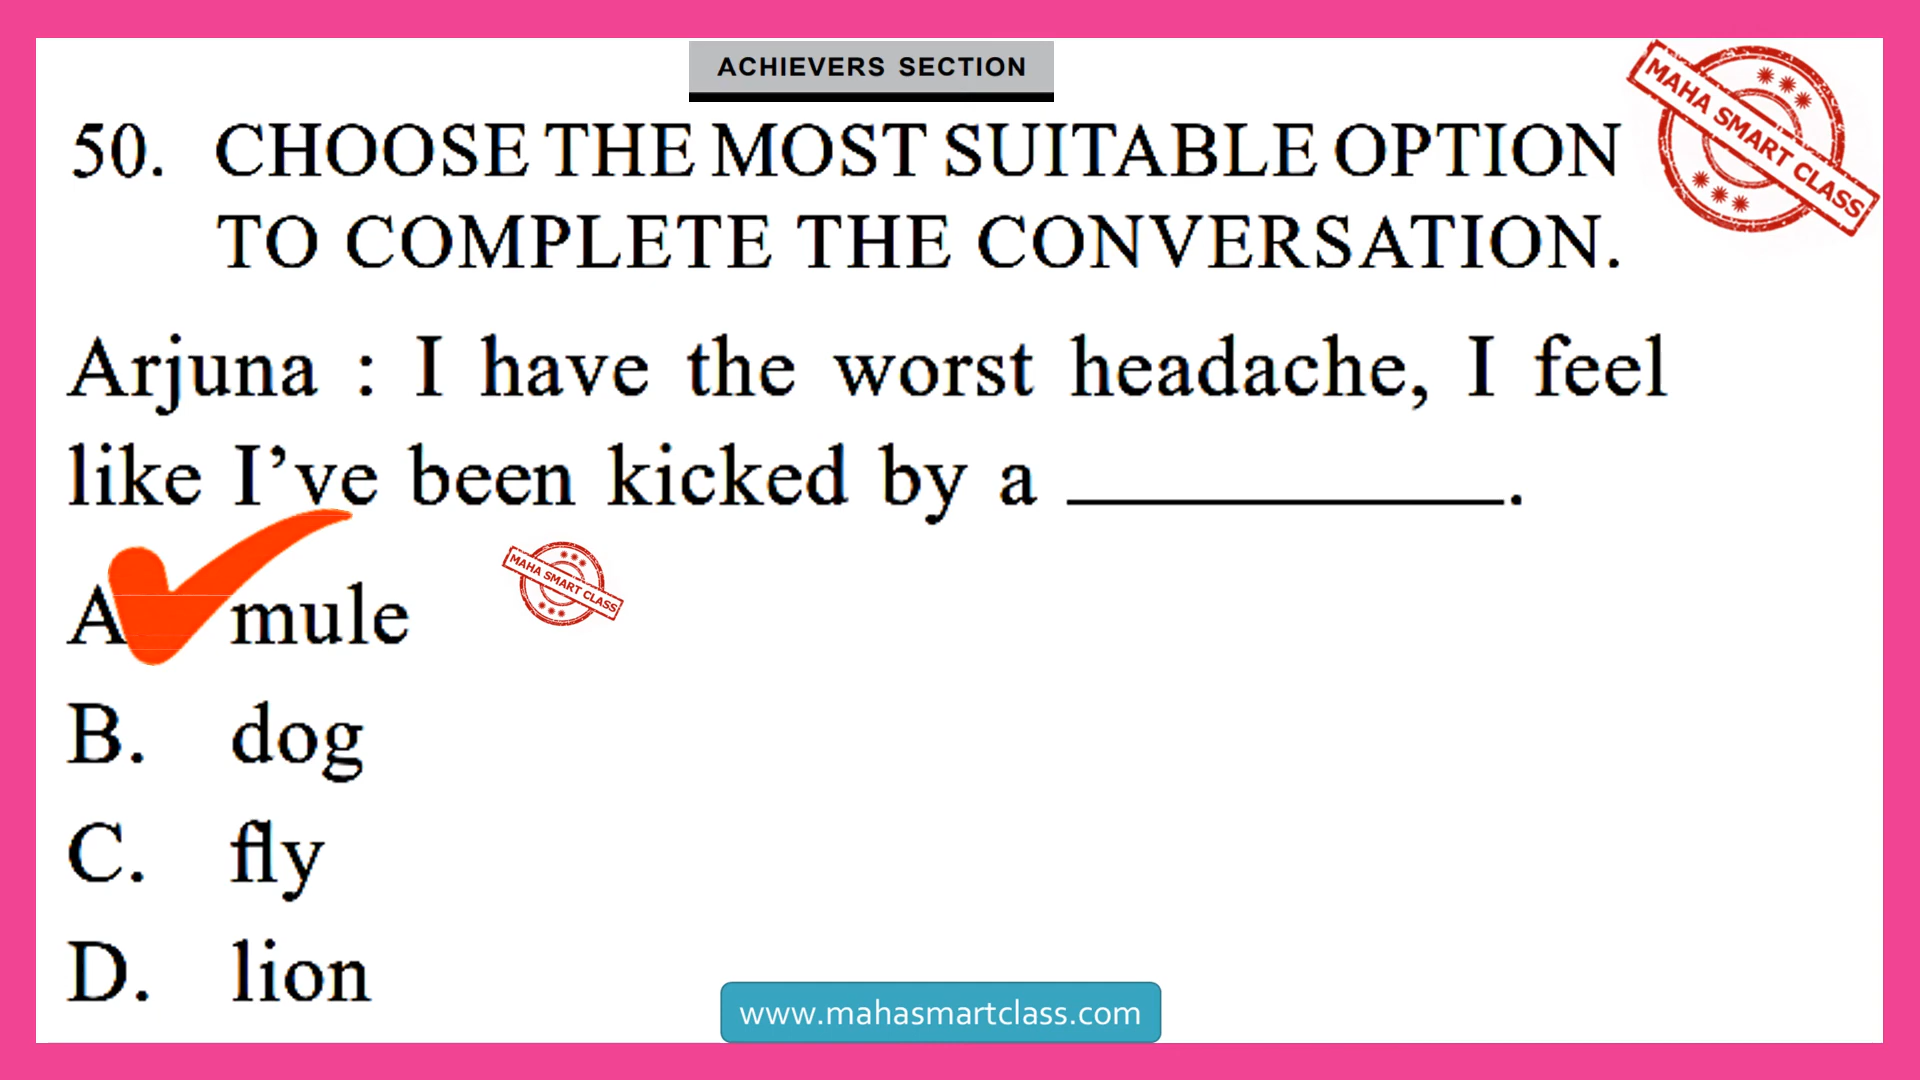 ACHIEVERS SECTION
MAHA SMART CLASS
50. CHOOSE THE MOST SUITABLE OPTION
TO COMPLETE THE CONVERSATION.
Arjuna : I have the worst headache, I feel
like I’ve been kicked by a ___________.
A mule
MAHA SMART CLASS
B. dog
C. fly
D. lion
www.mahasmartclass.com